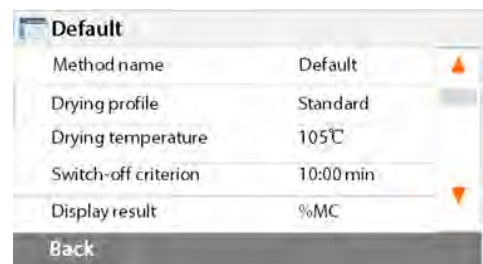 Default
Method name Default
Drying profile Standard
Drying temperature 105℃
Switch-off criterion 10:00 min
Display result %MC
Back